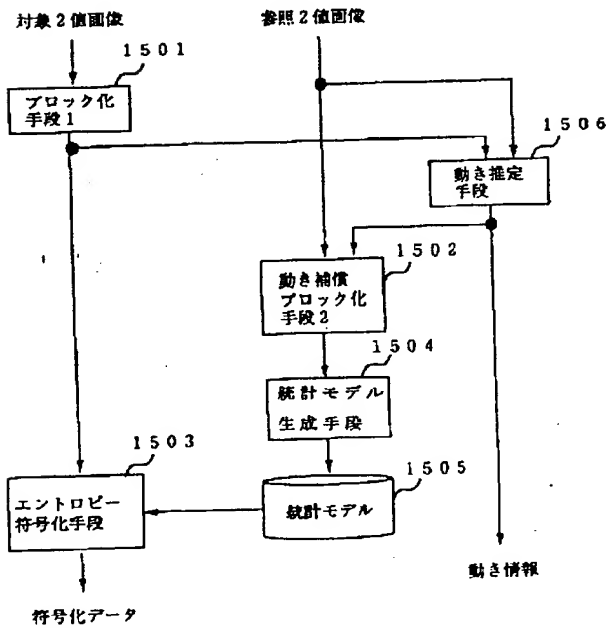 対象２値画像
参照２値画像
１５０１
ブロック化
手段１
１５０６
動き推定
手段
１５０２
動き補償
ブロック化
手段２
１５０４
統計モデル
生成手段
１５０３
エントロピー
符号化手段
１５０５
統計モデル
動き情報
符号化データ